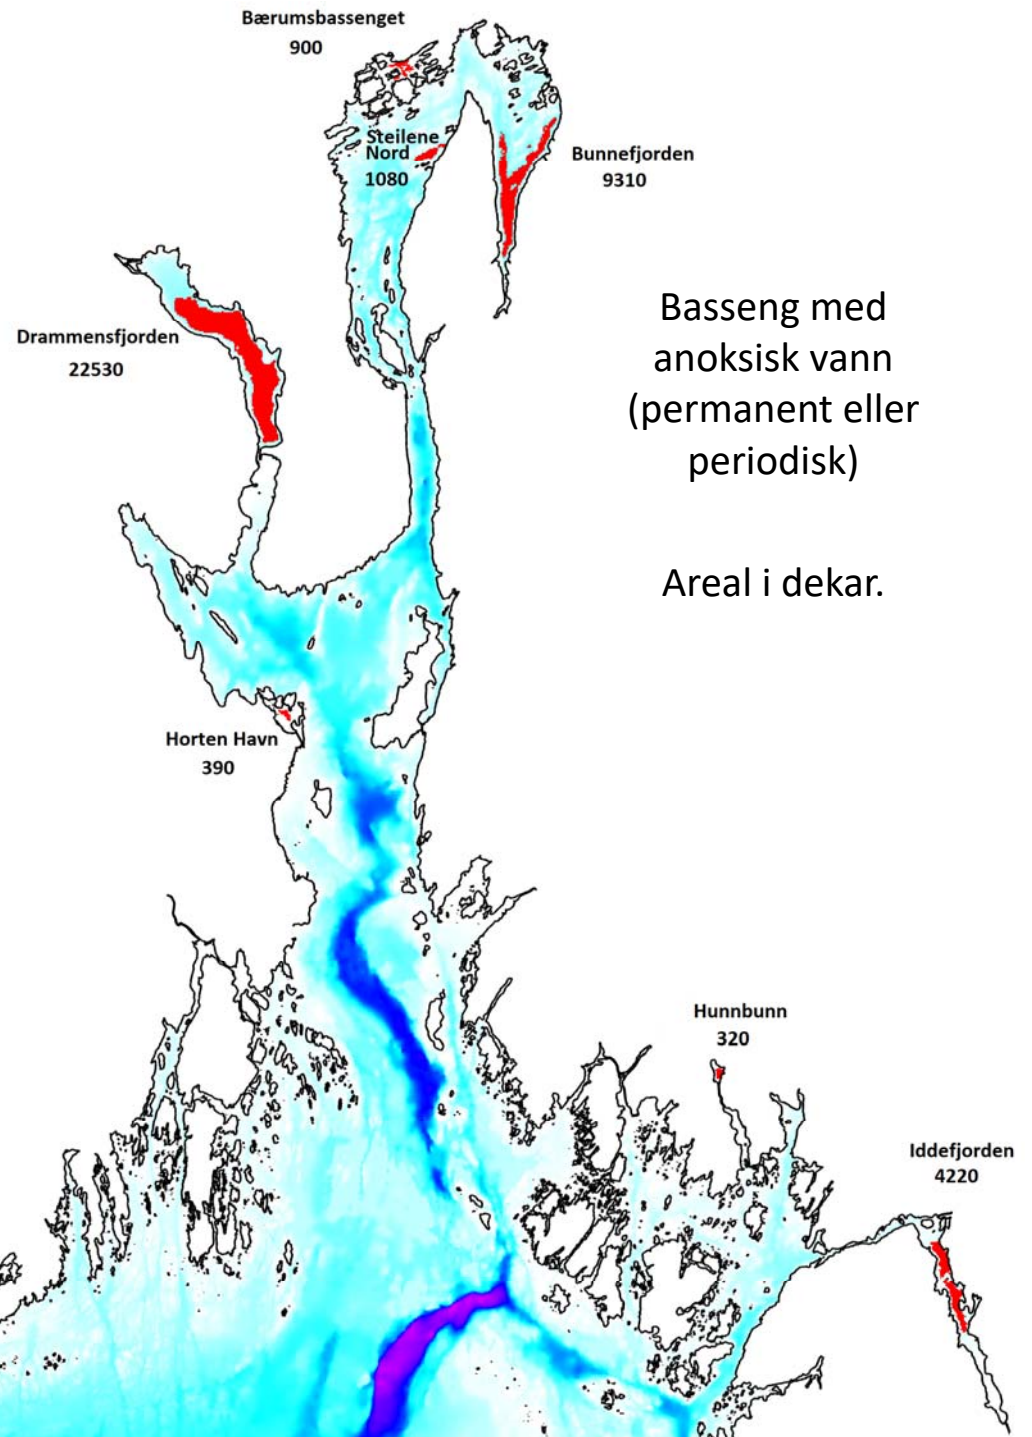 Bærumsbassenget
900
Steilene
Nord
1080
Bunnefjorden
9310
Drammensfjorden
22530
Basseng med
anoksisk vann
(permanent eller
periodisk)
Areal i dekar.
Horten Havn
390
Hunnbunn
320
Iddefjorden
4220